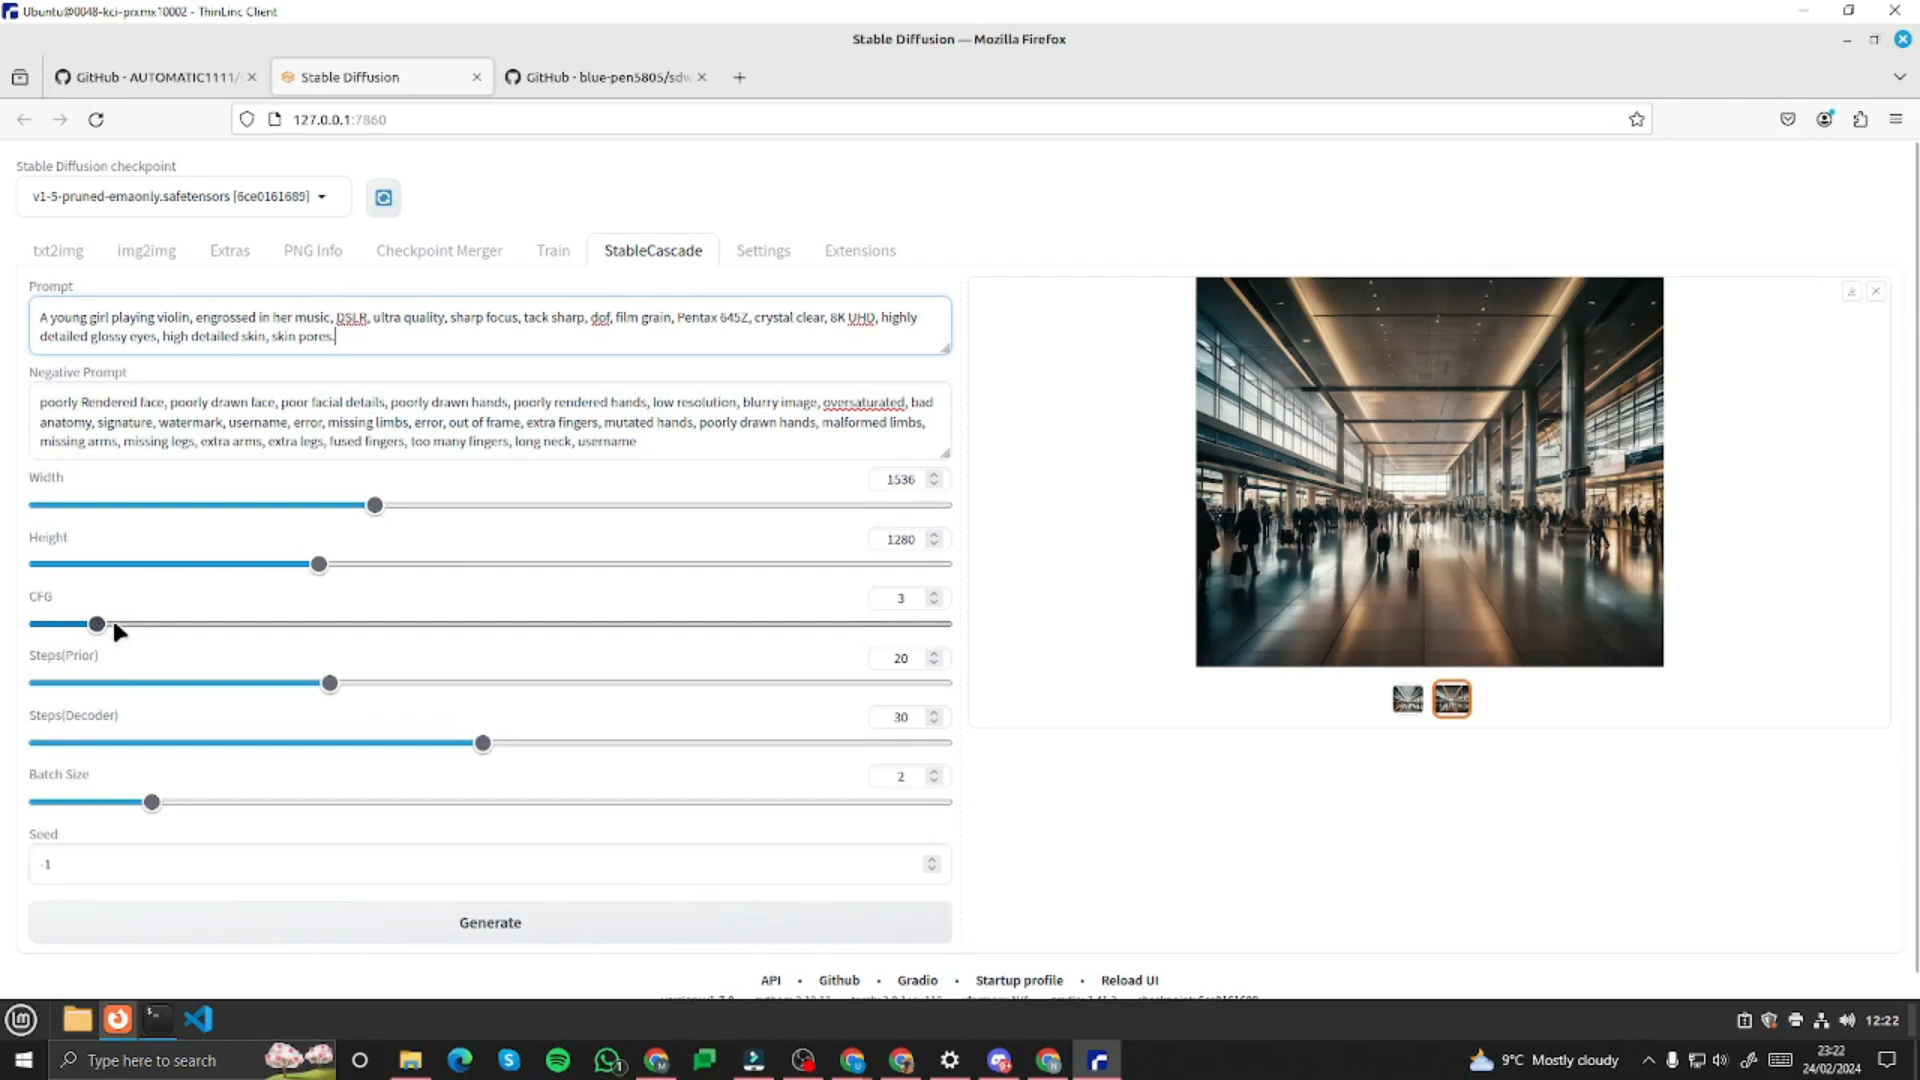 Ubuntu@0048-kci-prxmx10002 - ThinLinc Client
Stable Diffusion — Mozilla Firefox
GitHub - AUTOMATIC1111/
Stable Diffusion
GitHub - blue-pen5805/sdw
127.0.0.1:7860
Stable Diffusion checkpoint
v1-5-pruned-emaonly.safetensors [6ce0161689]
txt2img
img2img
Extras
PNG Info
Checkpoint Merger
Train
StableCascade
Settings
Extensions
Prompt
A young girl playing violin, engrossed in her music, DSLR, ultra quality, sharp focus, tack sharp, dof, film grain, Pentax 645Z, crystal clear, 8K UHD, highly
detailed glossy eyes, high detailed skin, skin pores.
Negative Prompt
poorly Rendered face, poorly drawn face, poor facial details, poorly drawn hands, poorly rendered hands, low resolution, blurry image, oversaturated, bad
anatomy, signature, watermark, username, error, missing limbs, error, out of frame, extra fingers, mutated hands, poorly drawn hands, malformed limbs,
missing arms, missing legs, extra arms, extra legs, fused fingers, too many fingers, long neck, username
Width
1536
Height
1280
CFG
3
Steps(Prior)
20
Steps(Decoder)
30
Batch Size
2
Seed
-1
Generate
API • Github • Gradio • Startup profile • Reload UI
12:22
Type here to search
9°C Mostly cloudy
23:22
24/02/2024